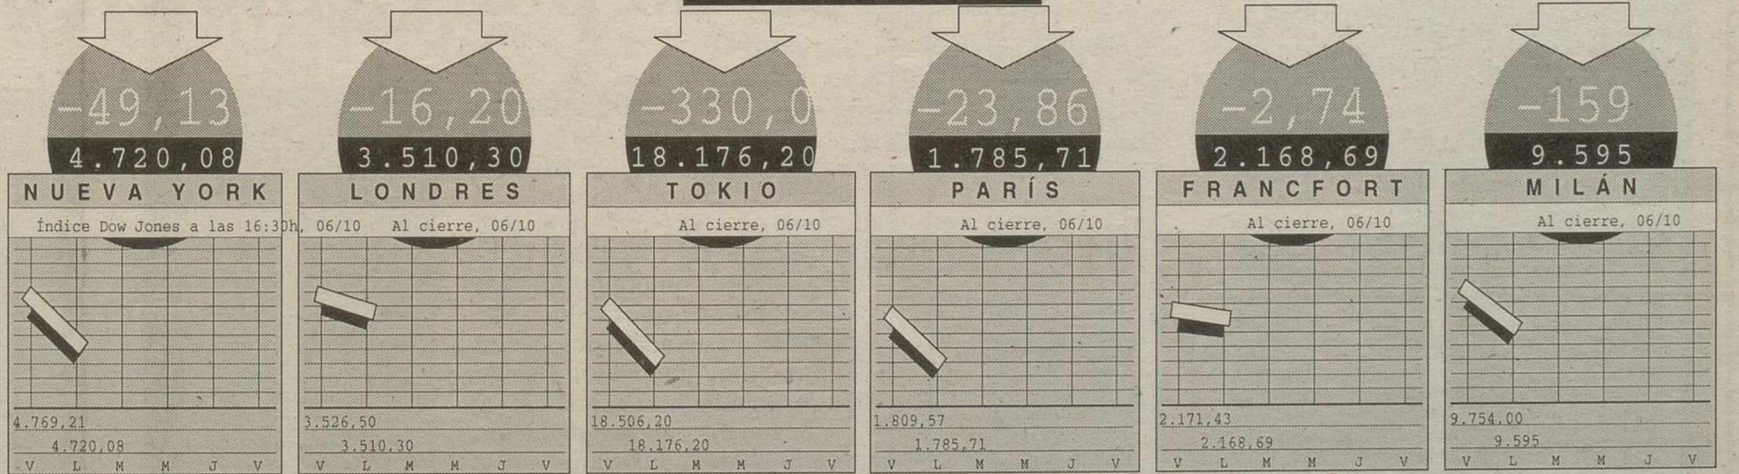 -49,13
4.720,08
NUEVA YORK
Índice Dow Jones a las 16:30h, 06/10
4.769,21
4.720,08
V L M M J V
-16,20
3.510,30
LONDRES
Al cierre, 06/10
3.526,50
3.510,30
V L M M J V
-330,0
18.176,20
TOKIO
Al cierre, 06/10
18.506,20
18.176,20
V L M M J V
-23,86
1.785,71
PARÍS
Al cierre, 06/10
1.809,57
1.785,71
V L M M J V
-2,74
2.168,69
FRANCFORT
Al cierre, 06/10
2.171,43
2.168,69
V L M M J V
-159
9.595
MILÁN
Al cierre, 06/10
9.754,00
9.595
V L M M J V